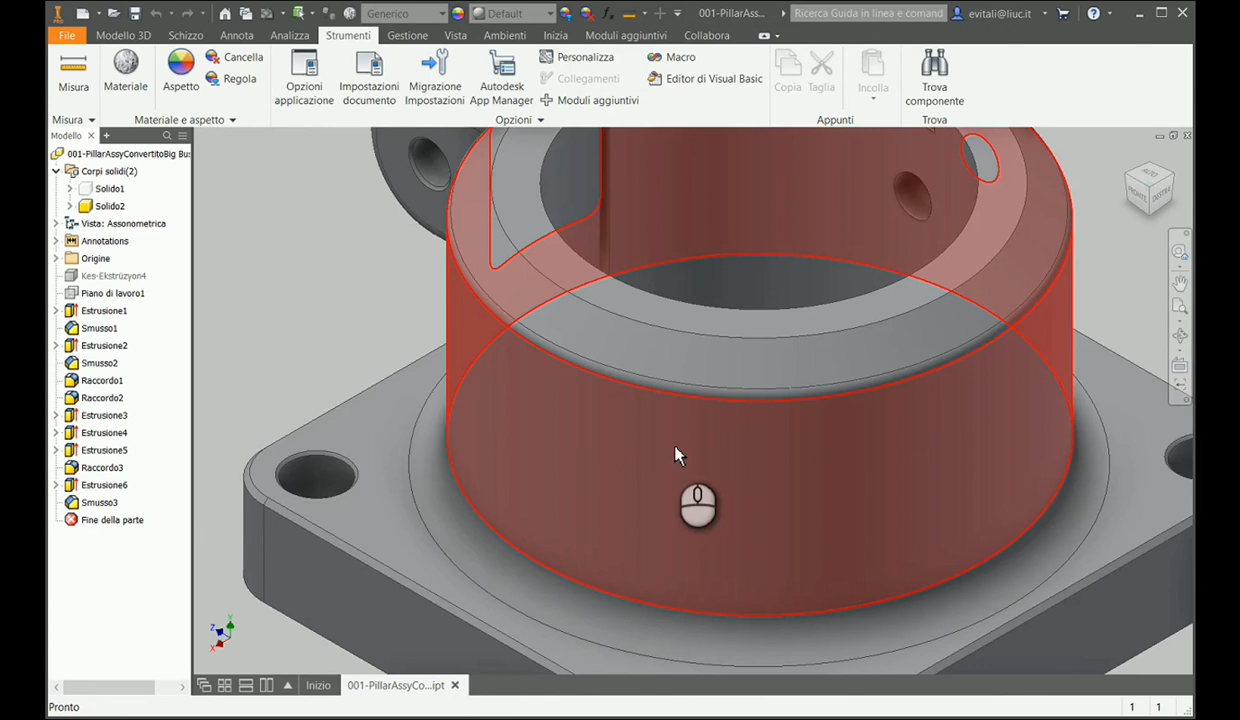 Generico
Default
001-PillarAss...
Ricerca Guida in linea e comand
evitali@liuc.it
File
Modello 3D
Schizzo
Annota
Analizza
Strumenti
Gestione
Vista
Ambienti
Inizia
Moduli aggiuntivi
Collabora
Misura
Materiale
Aspetto
Cancella
Regola
Opzioni
applicazione
Impostazioni
documento
Migrazione
Impostazioni
Autodesk
App Manager
Personalizza
Collegamenti
Moduli aggiuntivi
Macro
Editor di Visual Basic
Copia
Taglia
Incolla
Trova
componente
Misura
Materiale e aspetto
Opzioni
Appunti
Trova
Modello
001-PillarAssyConvertitoBig Bus
Corpi solidi(2)
Solido1
Solido2
Vista: Assonometrica
Annotations
Origine
Kes-Ekstrüzyon4
Piano di lavoro1
Estrusione1
Smusso1
Estrusione2
Smusso2
Raccordo1
Raccordo2
Estrusione3
Estrusione4
Estrusione5
Raccordo3
Estrusione6
Smusso3
Fine della parte
ALTO
FRONTE
DESTRA
Y
Z
X
Inizio
001-PillarAssyCo...ipt
Pronto
1
1